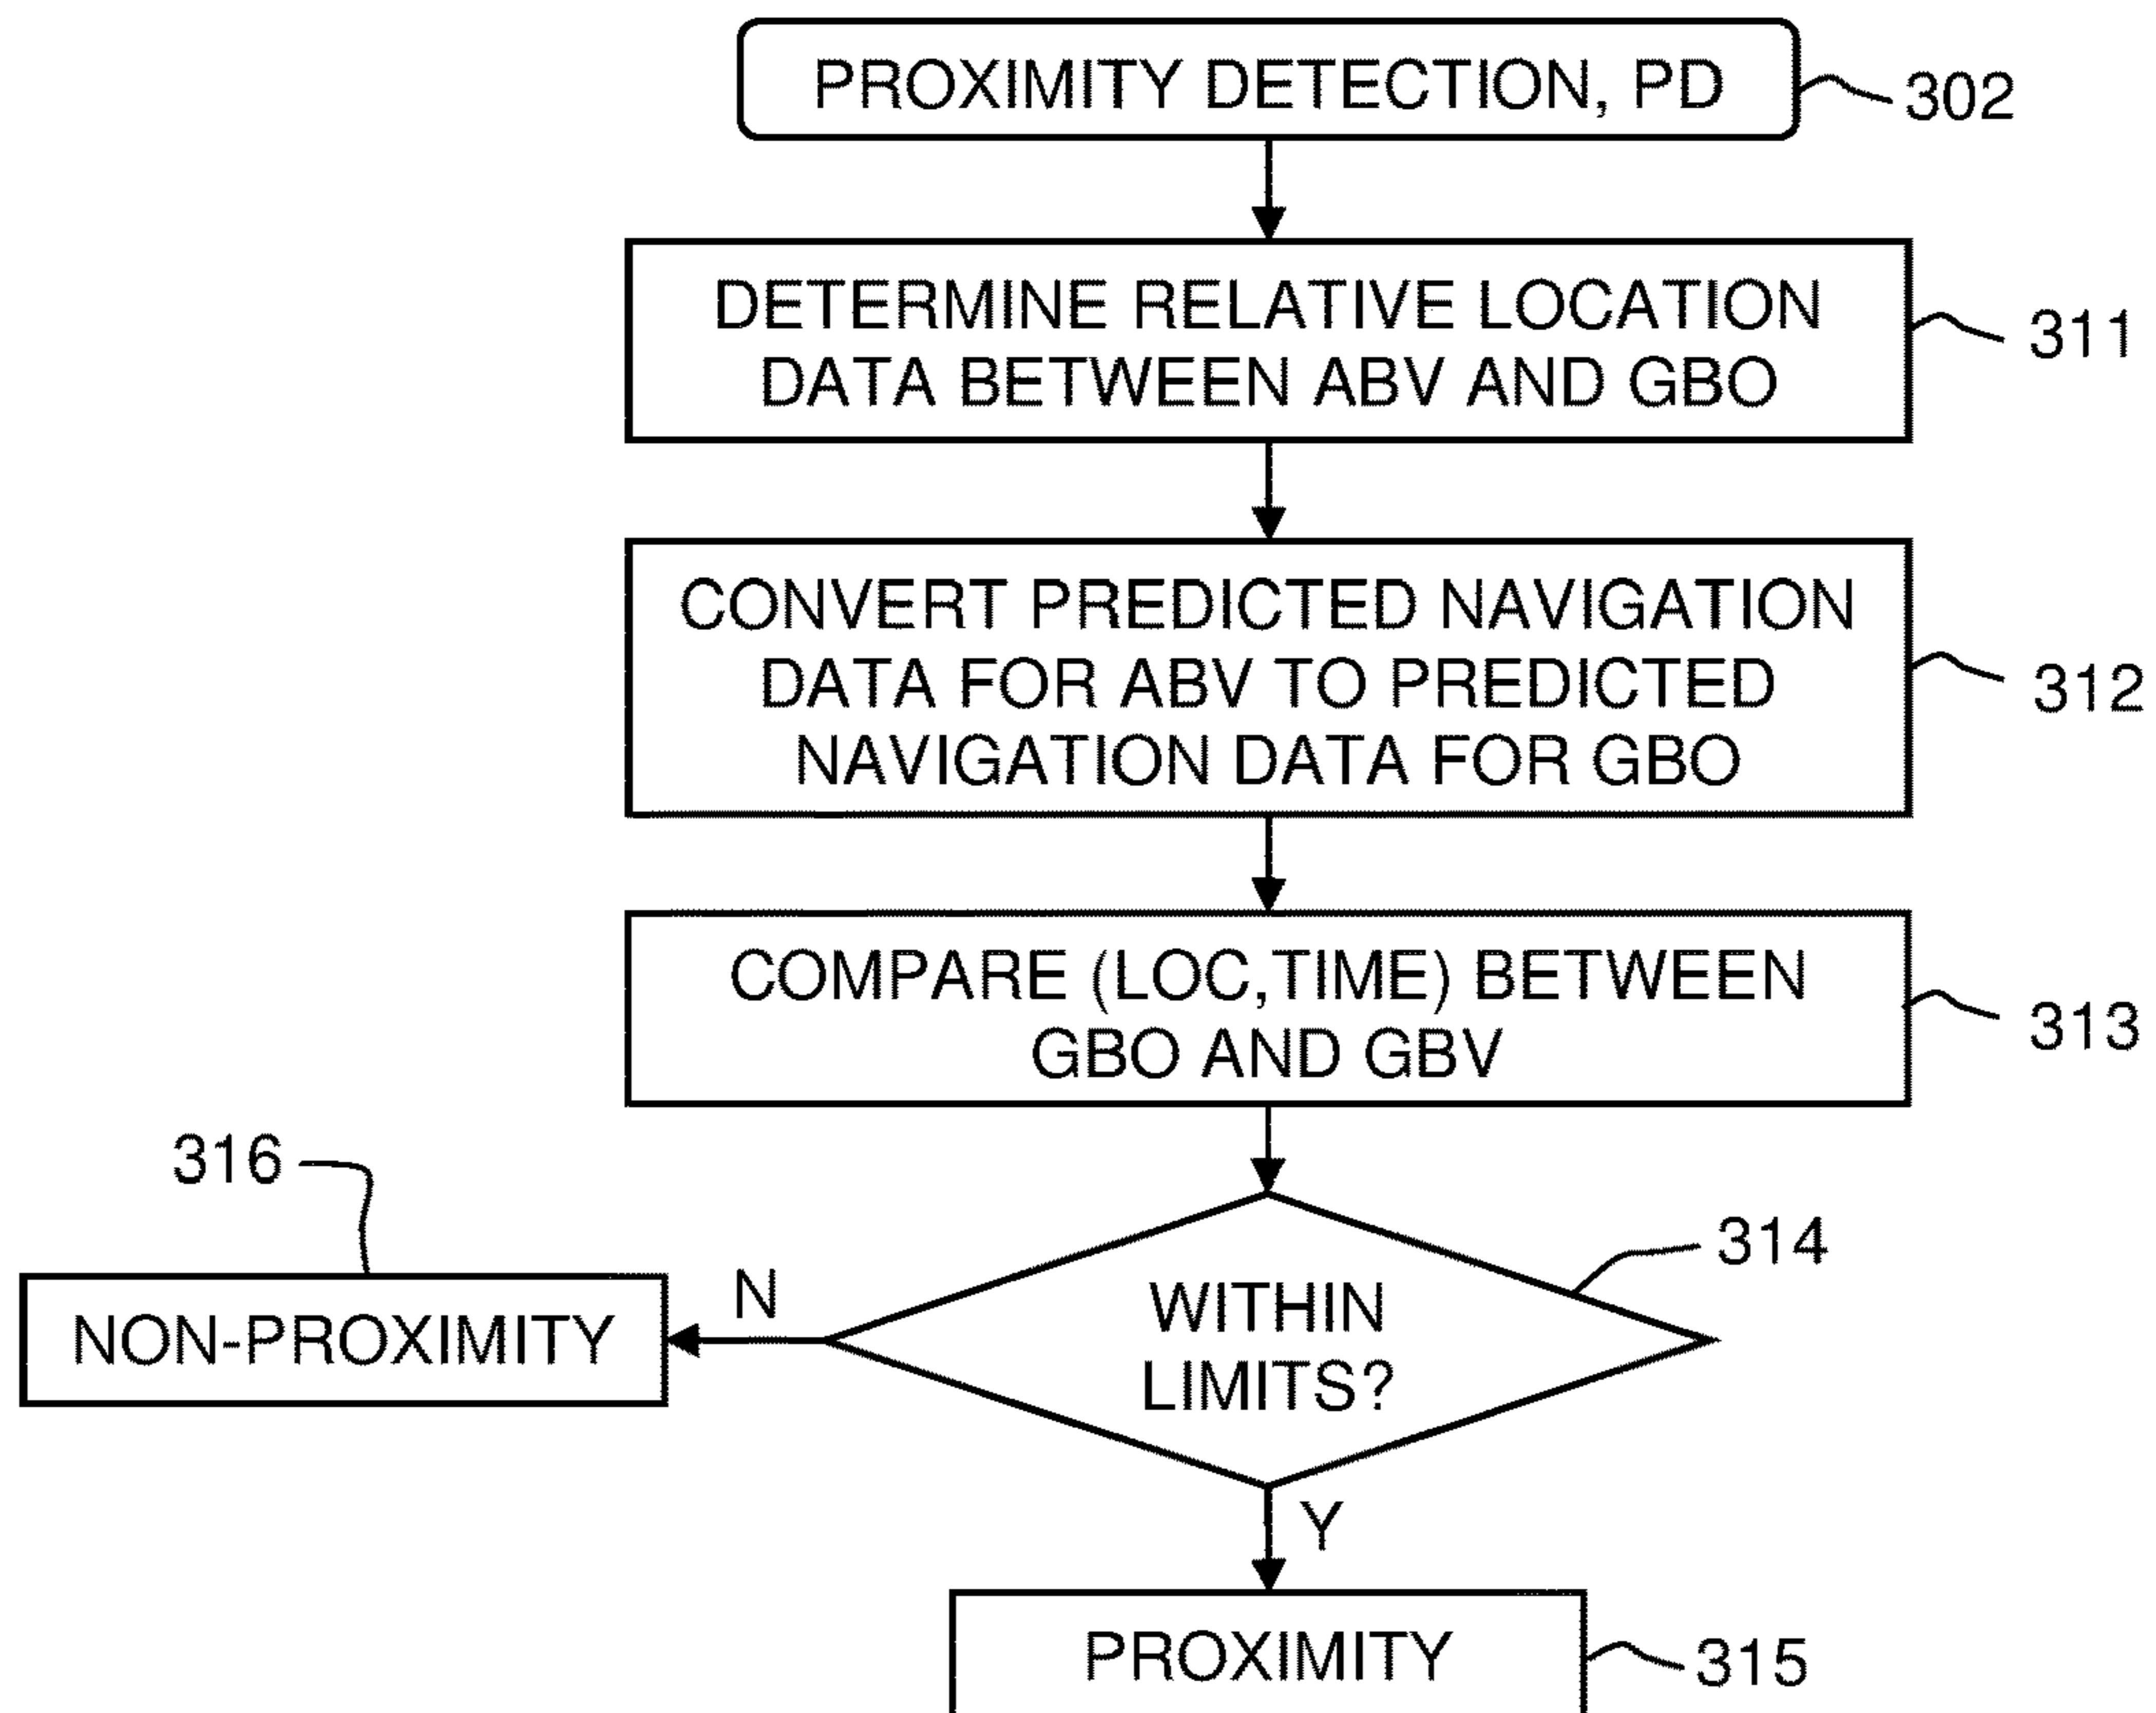 PROXIMITY DETECTION, PD
302
DETERMINE RELATIVE LOCATION
DATA BETWEEN ABV AND GBO
311
CONVERT PREDICTED NAVIGATION
DATA FOR ABV TO PREDICTED
NAVIGATION DATA FOR GBO
312
COMPARE (LOC,TIME) BETWEEN
GBO AND GBV
313
316
314
N
WITHIN
LIMITS?
NON-PROXIMITY
Y
PROXIMITY
315